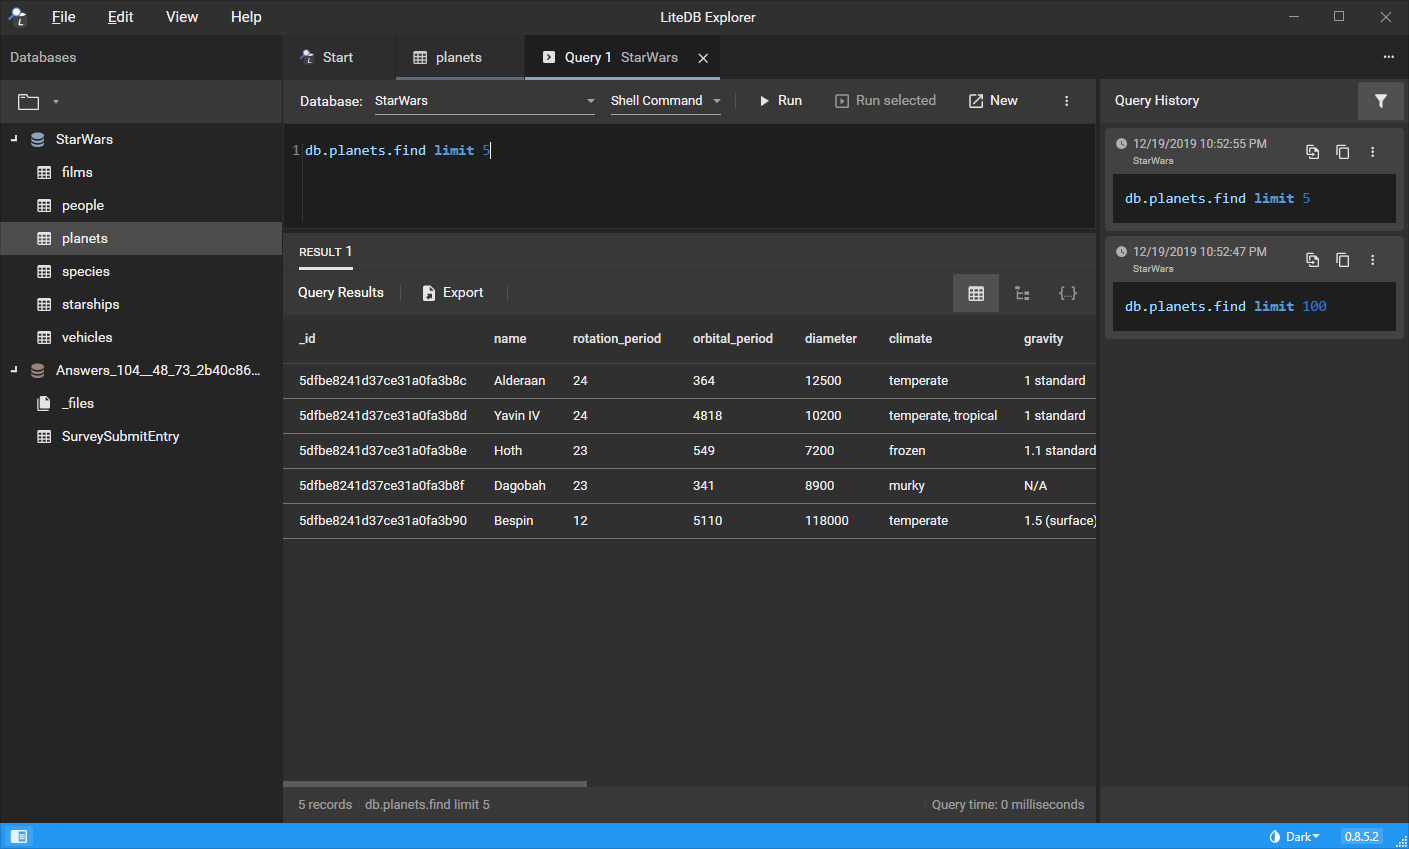 File Edit View Help LiteDB Explorer
Databases
StarWars
films
people
planets
species
starships
vehicles
Answers_104__48_73_2b40c86...
_files
SurveySubmitEntry
Start planets Query 1 StarWars
Database: StarWars Shell Command Run Run selected New
1 db.planets.find limit 5
RESULT 1
Query Results Export
_id name rotation_period orbital_period diameter climate gravity
5dfbe8241d37ce31a0fa3b8c Alderaan 24 364 12500 temperate 1 standard
5dfbe8241d37ce31a0fa3b8d Yavin IV 24 4818 10200 temperate, tropical 1 standard
5dfbe8241d37ce31a0fa3b8e Hoth 23 549 7200 frozen 1.1 standard
5dfbe8241d37ce31a0fa3b8f Dagobah 23 341 8900 murky N/A
5dfbe8241d37ce31a0fa3b90 Bespin 12 5110 118000 temperate 1.5 (surface)
5 records db.planets.find limit 5 Query time: 0 milliseconds
Query History
12/19/2019 10:52:55 PM
StarWars
db.planets.find limit 5
12/19/2019 10:52:47 PM
StarWars
db.planets.find limit 100
Dark 0.8.5.2